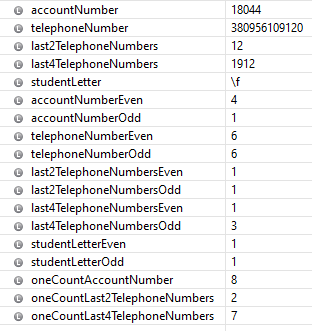 accountNumber 18044
telephoneNumber 380956109120
last2TelephoneNumbers 12
last4TelephoneNumbers 1912
studentLetter \f
accountNumberEven 4
accountNumberOdd 1
telephoneNumberEven 6
telephoneNumberOdd 6
last2TelephoneNumbersEven 1
last2TelephoneNumbersOdd 1
last4TelephoneNumbersEven 1
last4TelephoneNumbersOdd 3
studentLetterEven 1
studentLetterOdd 1
oneCountAccountNumber 8
oneCountLast2TelephoneNumbers 2
oneCountLast4TelephoneNumbers 7